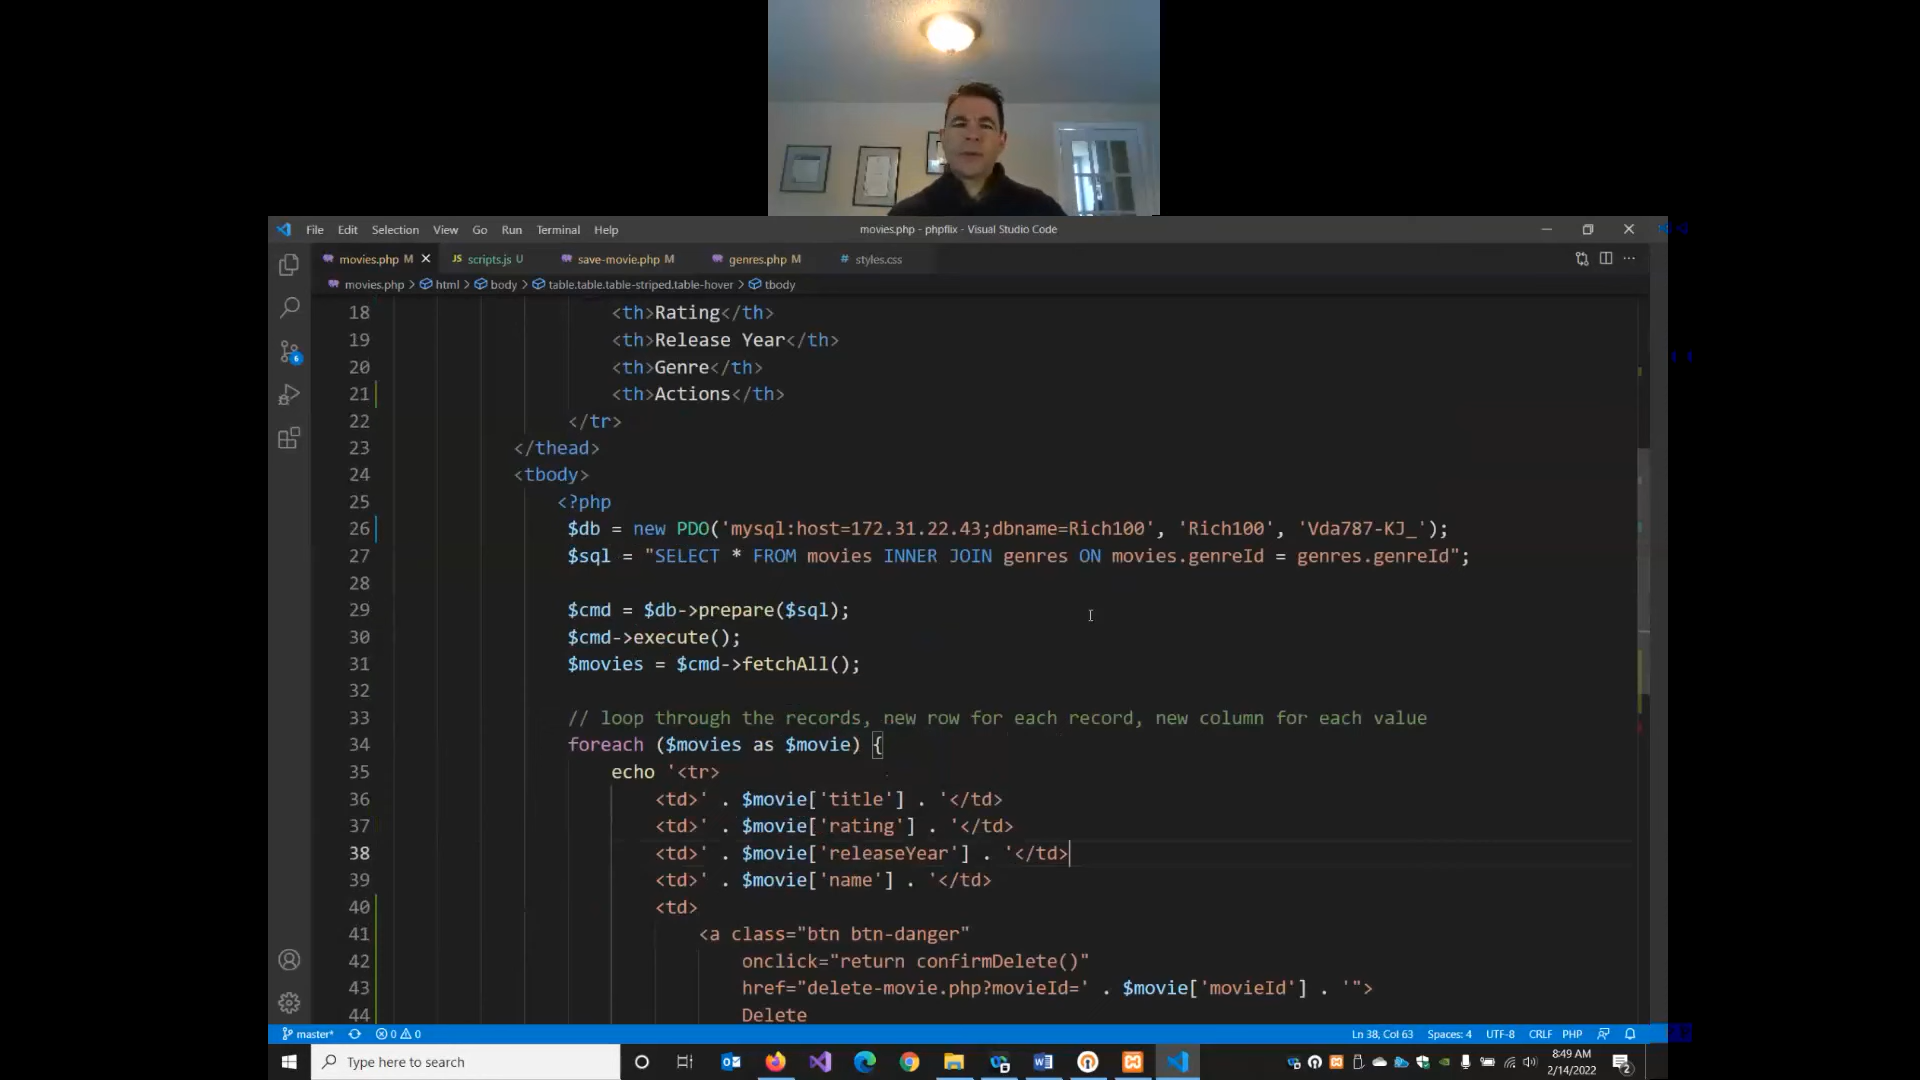 File Edit Selection View Go Run Terminal Help
movies.php - phpflix - Visual Studio Code
movies.php M
scripts.js U
save-movie.php M
genres.php M
# styles.css
movies.php > html > body > table.table.table-striped.table-hover > tbody
18 <th>Rating</th>
19 <th>Release Year</th>
20 <th>Genre</th>
21 <th>Actions</th>
22 </tr>
23 </thead>
24 <tbody>
25 <?php
26 $db = new PDO('mysql:host=172.31.22.43;dbname=Rich100', 'Rich100', 'Vda787-KJ_');
27 $sql = "SELECT * FROM movies INNER JOIN genres ON movies.genreId = genres.genreId";
28
29 $cmd = $db->prepare($sql);
30 $cmd->execute();
31 $movies = $cmd->fetchAll();
32
33 // loop through the records, new row for each record, new column for each value
34 foreach ($movies as $movie) {
35 echo '<tr>
36 <td>' . $movie['title'] . '</td>
37 <td>' . $movie['rating'] . '</td>
38 <td>' . $movie['releaseYear'] . '</td>
39 <td>' . $movie['name'] . '</td>
40 <td>
41 <a class="btn btn-danger"
42 onclick="return confirmDelete()"
43 href="delete-movie.php?movieId=' . $movie['movieId'] . '">
44 Delete
master* 0 0
Ln 38, Col 63 Spaces: 4 UTF-8 CRLF PHP
Type here to search
8:49 AM
2/14/2022